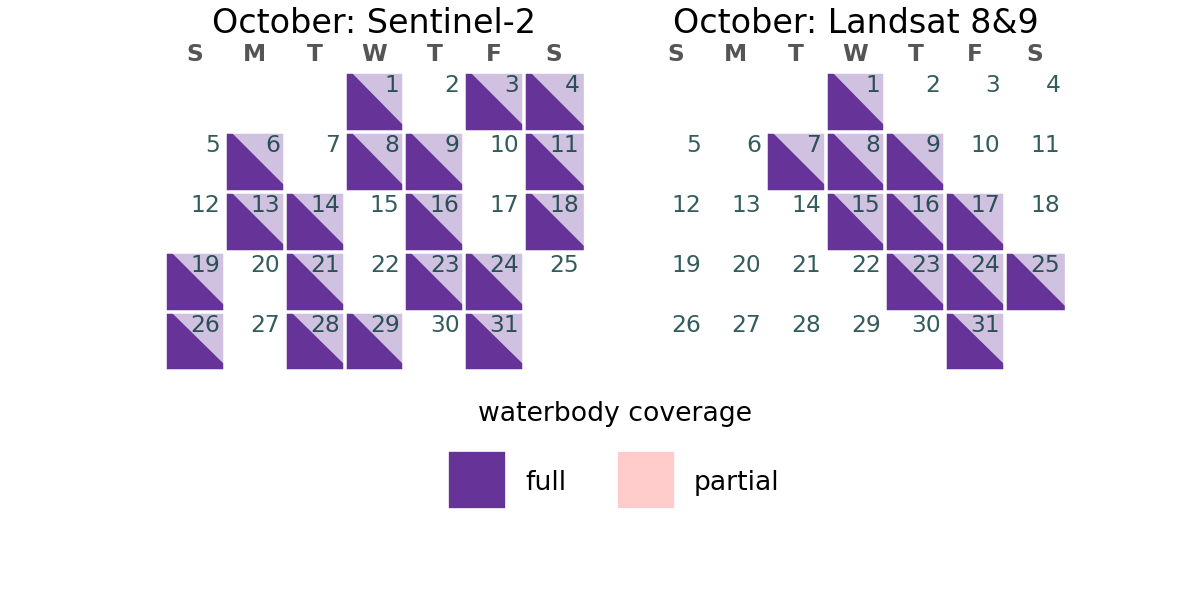 October: Sentinel-2
S M T W T F S
1 2 3 4
5 6 7 8 9 10 11
12 13 14 15 16 17 18
19 20 21 22 23 24 25
26 27 28 29 30 31
October: Landsat 8&9
S M T W T F S
1 2 3 4
5 6 7 8 9 10 11
12 13 14 15 16 17 18
19 20 21 22 23 24 25
26 27 28 29 30 31
waterbody coverage
full partial